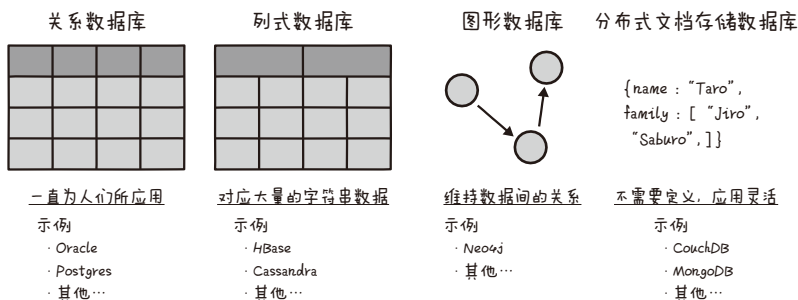 关系数据库
列式数据库
图形数据库
分布式文档存储数据库
{name : “Taro”,
family : [ “Jiro”,
“Saburo”, ] }
一直为人们所应用
示例
· Oracle
· Postgres
· 其他…
对应大量的字符串数据
示例
· HBase
· Cassandra
· 其他…
维持数据间的关系
示例
· Neo4j
· 其他…
不需要定义，应用灵活
示例
· CouchDB
· MongoDB
· 其他…